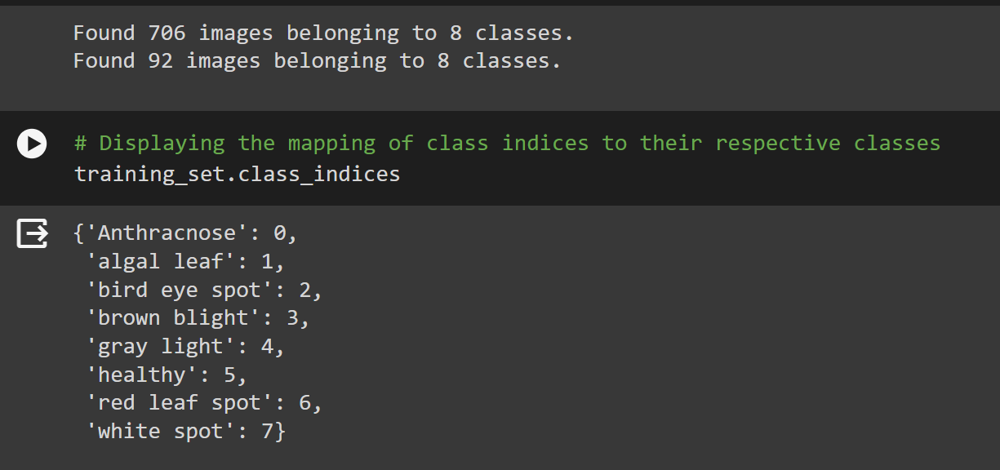 Found 706 images belonging to 8 classes.
Found 92 images belonging to 8 classes.
# Displaying the mapping of class indices to their respective classes
training_set.class_indices
{'Anthracnose': 0,
 'algal leaf': 1,
 'bird eye spot': 2,
 'brown blight': 3,
 'gray light': 4,
 'healthy': 5,
 'red leaf spot': 6,
 'white spot': 7}